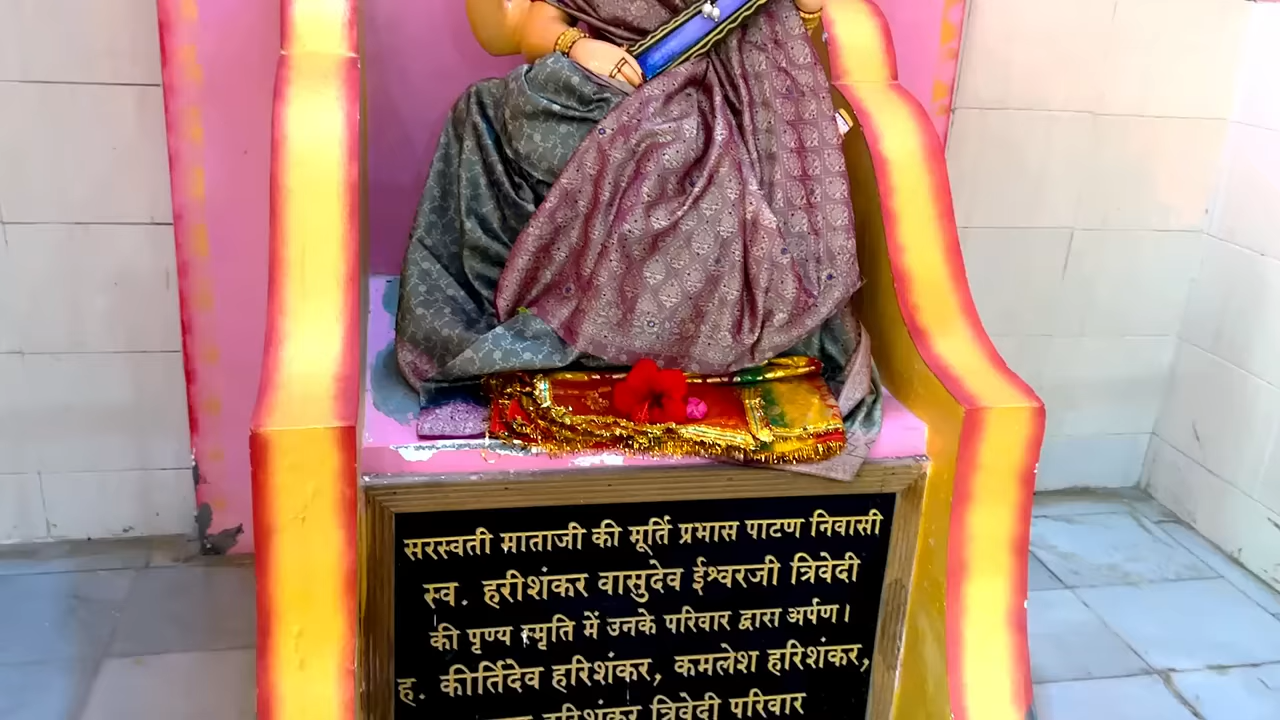 सरस्वती माताजी की मूर्ति प्रभास पाटण निवासी
स्व. हरीशंकर वासुदेव ईश्वरजी त्रिवेदी
की पृण्य स्मृति में उनके परिवार द्वारा अर्पण।
ह. कीर्तिदेव हरिशंकर, कमलेश हरिशंकर,
हरिशंकर त्रिवेदी परिवार